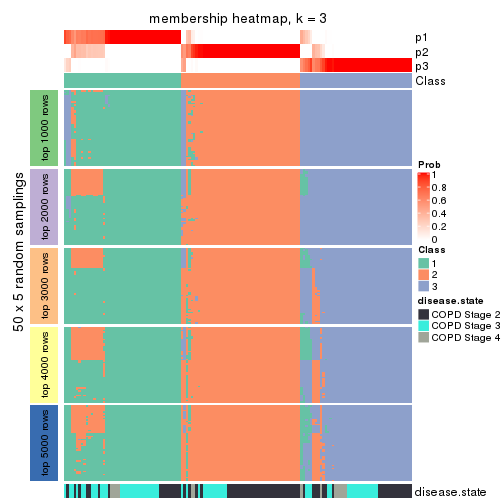 membership heatmap, k = 3
p1
p2
p3
Class
50 x 5 random samplings
top 1000 rows
top 2000 rows
top 3000 rows
top 4000 rows
top 5000 rows
disease.state
Prob
1
0.8
0.6
0.4
0.2
0
Class
1
2
3
disease.state
COPD Stage 2
COPD Stage 3
COPD Stage 4